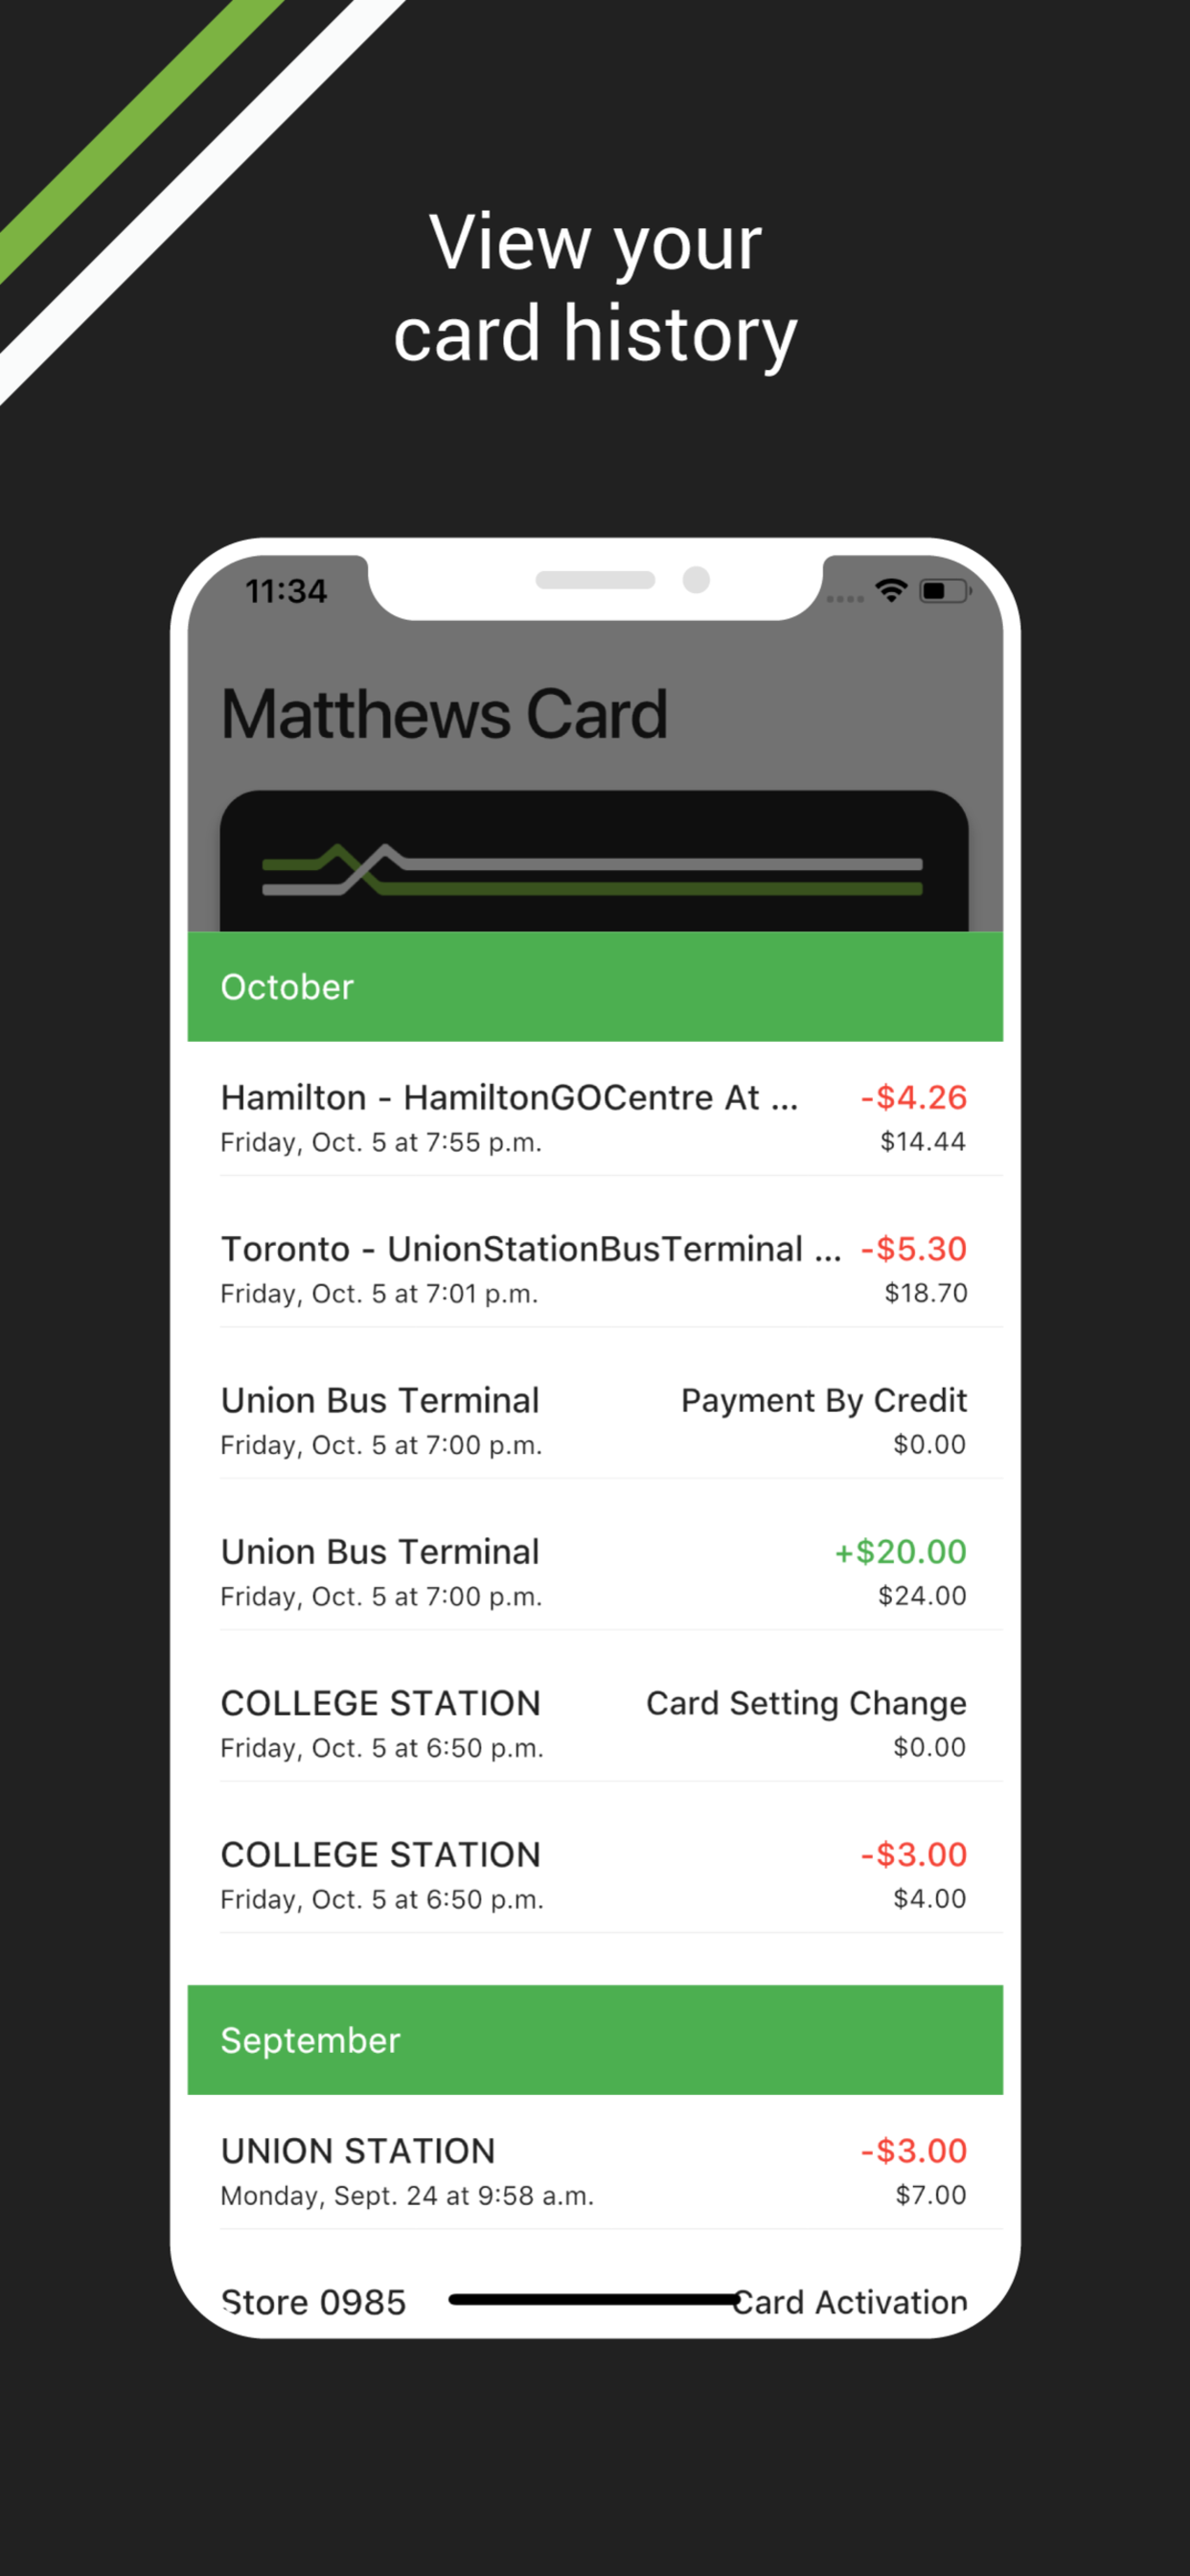 View your
card history
11:34
Matthews Card
October
Hamilton - HamiltonGOCentre At ... -$4.26
Friday, Oct. 5 at 7:55 p.m. $14.44
Toronto - UnionStationBusTerminal ... -$5.30
Friday, Oct. 5 at 7:01 p.m. $18.70
Union Bus Terminal Payment By Credit
Friday, Oct. 5 at 7:00 p.m. $0.00
Union Bus Terminal +$20.00
Friday, Oct. 5 at 7:00 p.m. $24.00
COLLEGE STATION Card Setting Change
Friday, Oct. 5 at 6:50 p.m. $0.00
COLLEGE STATION -$3.00
Friday, Oct. 5 at 6:50 p.m. $4.00
September
UNION STATION -$3.00
Monday, Sept. 24 at 9:58 a.m. $7.00
Store 0985 Card Activation